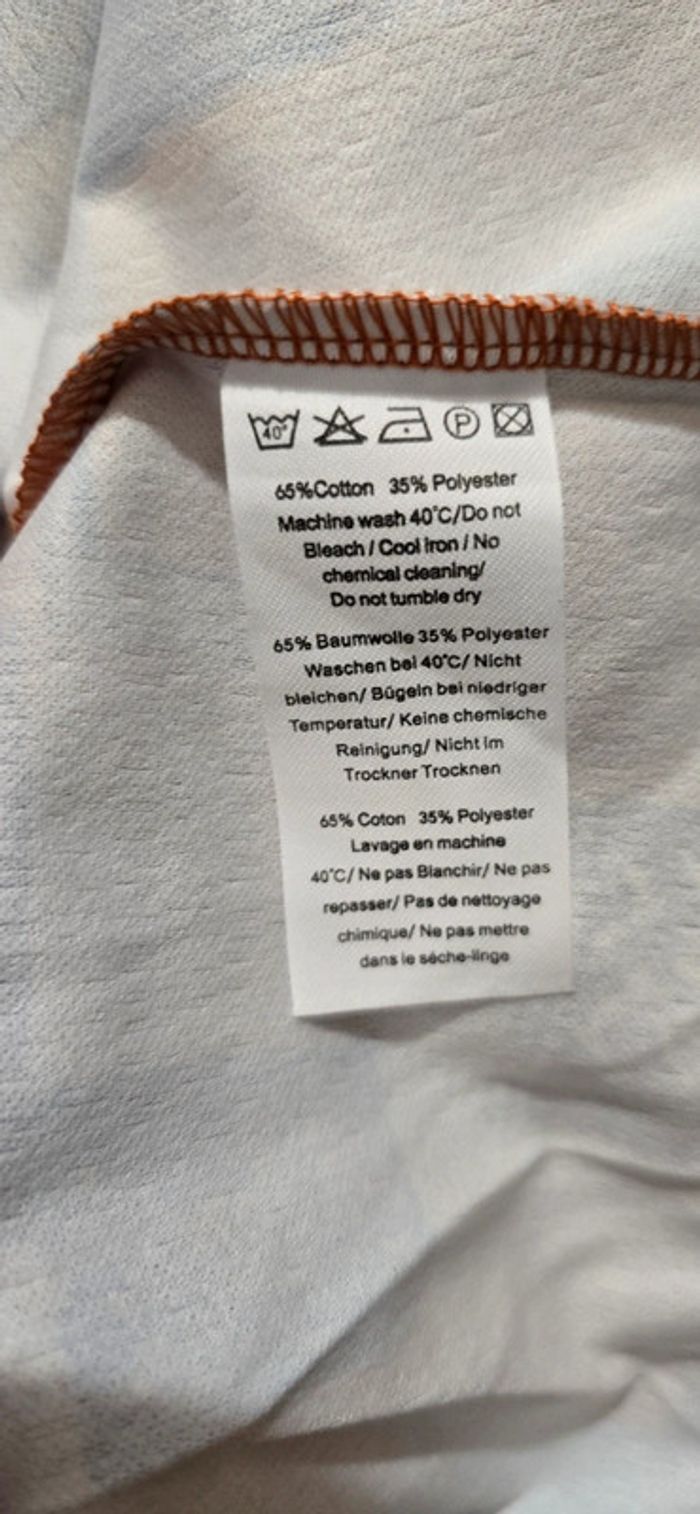 40°
P
65%Cotton 35% Polyester
Machine wash 40°C/Do not
Bleach / Cool Iron / No
chemical cleaning/
Do not tumble dry
65% Baumwolle 35% Polyester
Waschen bei 40°C/ Nicht
bleichen/ Bügeln bei niedriger
Temperatur/ Keine chemische
Reinigung/ Nicht im
Trockner Trocknen
65% Coton 35% Polyester
Lavage en machine
40°C/ Ne pas Blanchir/ Ne pas
repasser/ Pas de nettoyage
chimique/ Ne pas mettre
dans le séche-linge